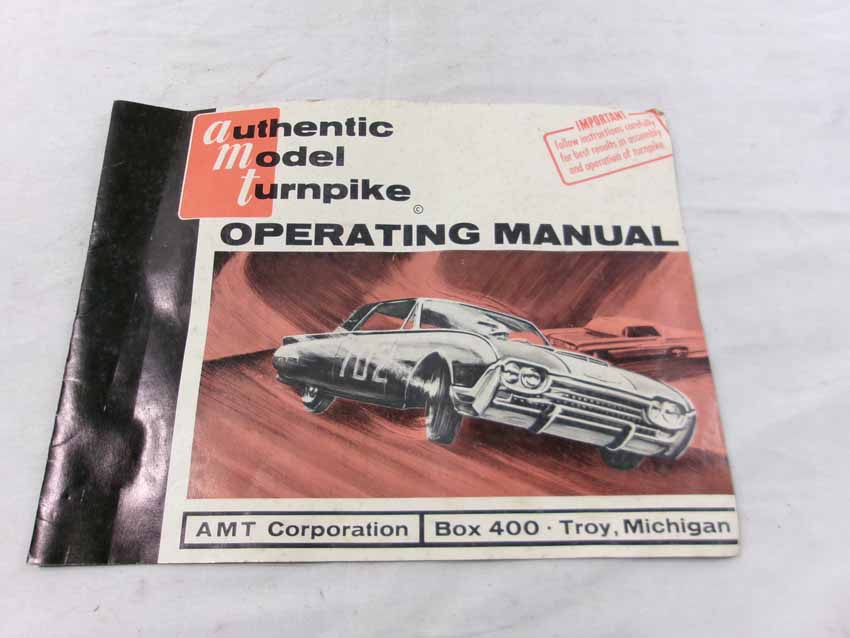 authentic
model
turnpike
©
IMPORTANT
follow instructions carefully
for best results in assembly
and operation of turnpike.
OPERATING MANUAL
702
AMT Corporation
Box 400 · Troy, Michigan